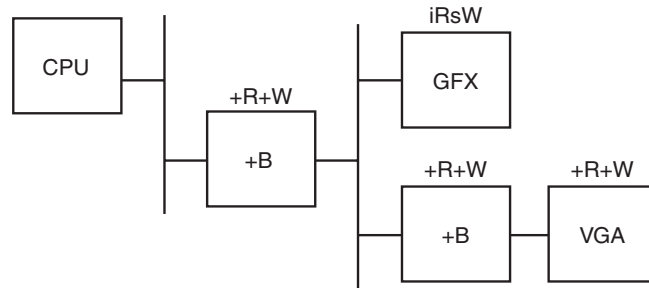 iRsW
CPU
GFX
+R+W
+B
+R+W
+R+W
+B
VGA